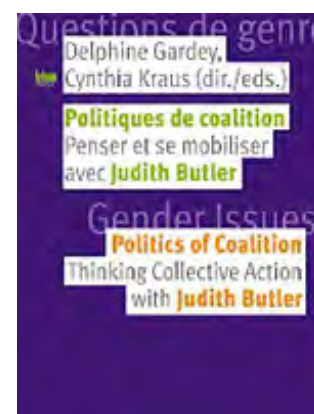 Questions de genre
Delphine Gardey,
Cynthia Kraus (dir./eds.)
Politiques de coalition
Penser et se mobiliser
avec Judith Butler
Gender Issues
Politics of Coalition
Thinking Collective Action
with Judith Butler